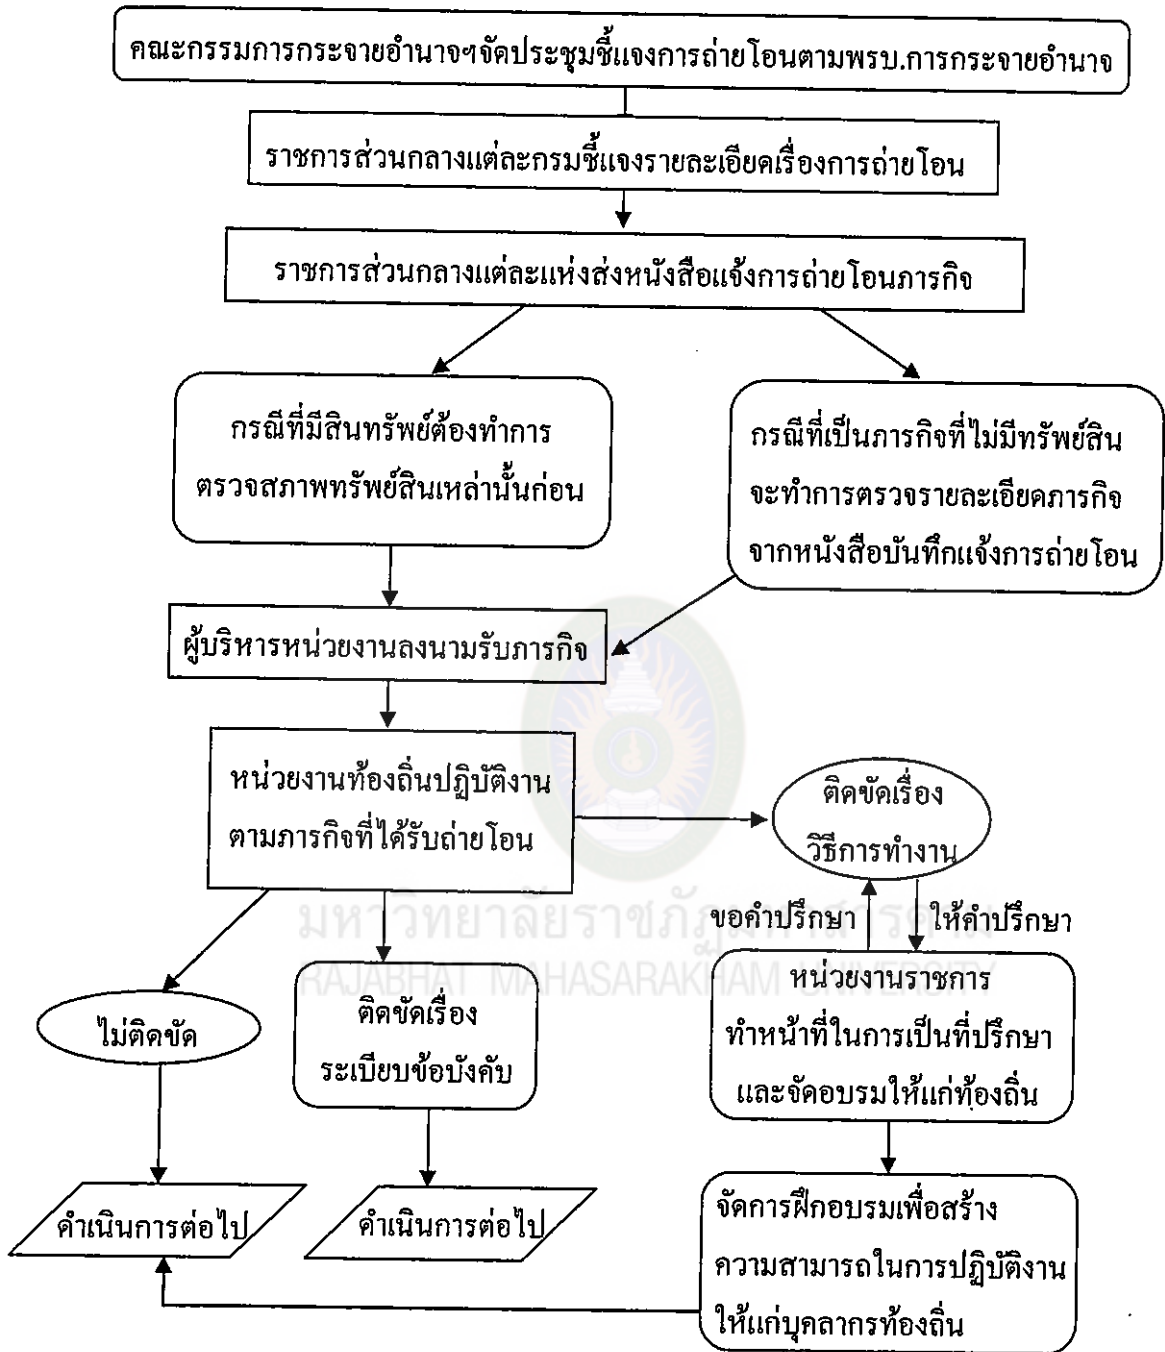 คณะกรรมการกระจายอำนาจฯจัดประชุมชี้แจงการถ่ายโอนตามพรบ.การกระจายอำนาจ
ราชการส่วนกลางแต่ละกรมชี้แจงรายละเอียดเรื่องการถ่ายโอน
ราชการส่วนกลางแต่ละแห่งส่งหนังสือแจ้งการถ่ายโอนภารกิจ
กรณีที่มีสินทรัพย์ต้องทำการ
ตรวจสภาพทรัพย์สินเหล่านั้นก่อน
กรณีที่เป็นภารกิจที่ไม่มีทรัพย์สิน
จะทำการตรวจรายละเอียดภารกิจ
จากหนังสือบันทึกแจ้งการถ่ายโอน
ผู้บริหารหน่วยงานลงนามรับภารกิจ
หน่วยงานท้องถิ่นปฏิบัติงาน
ตามภารกิจที่ได้รับถ่ายโอน
ติดขัดเรื่อง
วิธีการทำงาน
ขอคำปรึกษา
ให้คำปรึกษา
มหาวิทยาลัยราชภัฏมหาสารคาม
RAJABHAT MAHASARAKHAM UNIVERSITY
ไม่ติดขัด
ติดขัดเรื่อง
ระเบียบข้อบังคับ
หน่วยงานราชการ
ทำหน้าที่ในการเป็นที่ปรึกษา
และจัดอบรมให้แก่ท้องถิ่น
ดำเนินการต่อไป
ดำเนินการต่อไป
จัดการฝึกอบรมเพื่อสร้าง
ความสามารถในการปฏิบัติงาน
ให้แก่บุคลากรท้องถิ่น